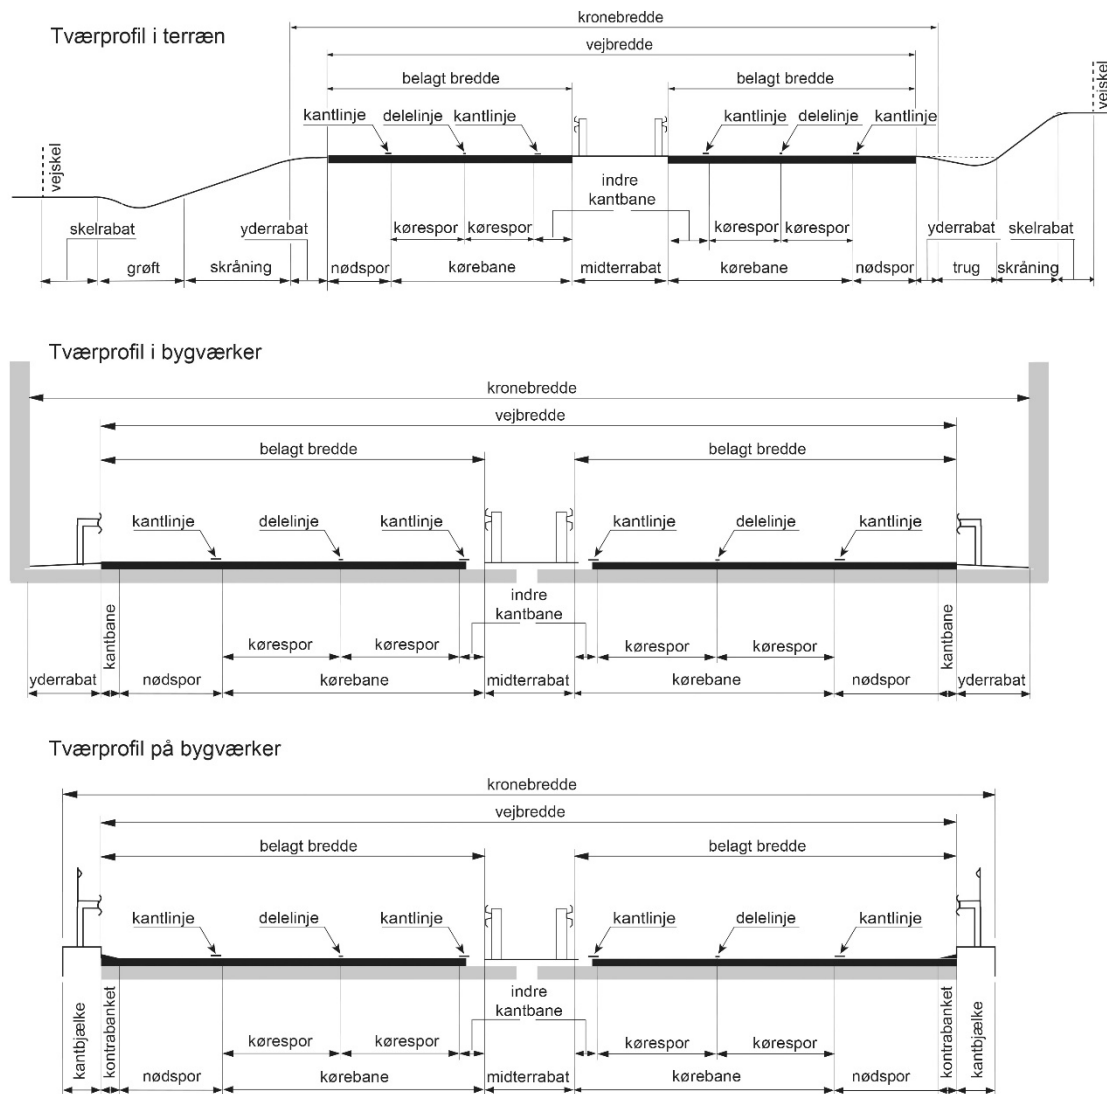 Tværprofil i terræn
kronebredde
vejbredde
belagt bredde belagt bredde
kantlinje delelinje kantlinje kantlinje delelinje kantlinje
vejskel vejskel
indre
kantbane
skelrabat yderrabat kørespor kørespor kørespor kørespor yderrabat skelrabat
grøft skråning nødspor kørebane midterrabat kørebane nødspor trug skråning
Tværprofil i bygværker
kronebredde
vejbredde
belagt bredde belagt bredde
kantlinje delelinje kantlinje kantlinje delelinje kantlinje
indre
kantbane
kantbane kørespor kørespor kørespor kørespor kantbane
yderrabat nødspor kørebane midterrabat kørebane nødspor yderrabat
Tværprofil på bygværker
kronebredde
vejbredde
belagt bredde belagt bredde
kantlinje delelinje kantlinje kantlinje delelinje kantlinje
indre
kantbane
kantbjælke kontrabanket kørespor kørespor kørespor kørespor kontrabanket kantbjælke
nødspor kørebane midterrabat kørebane nødspor